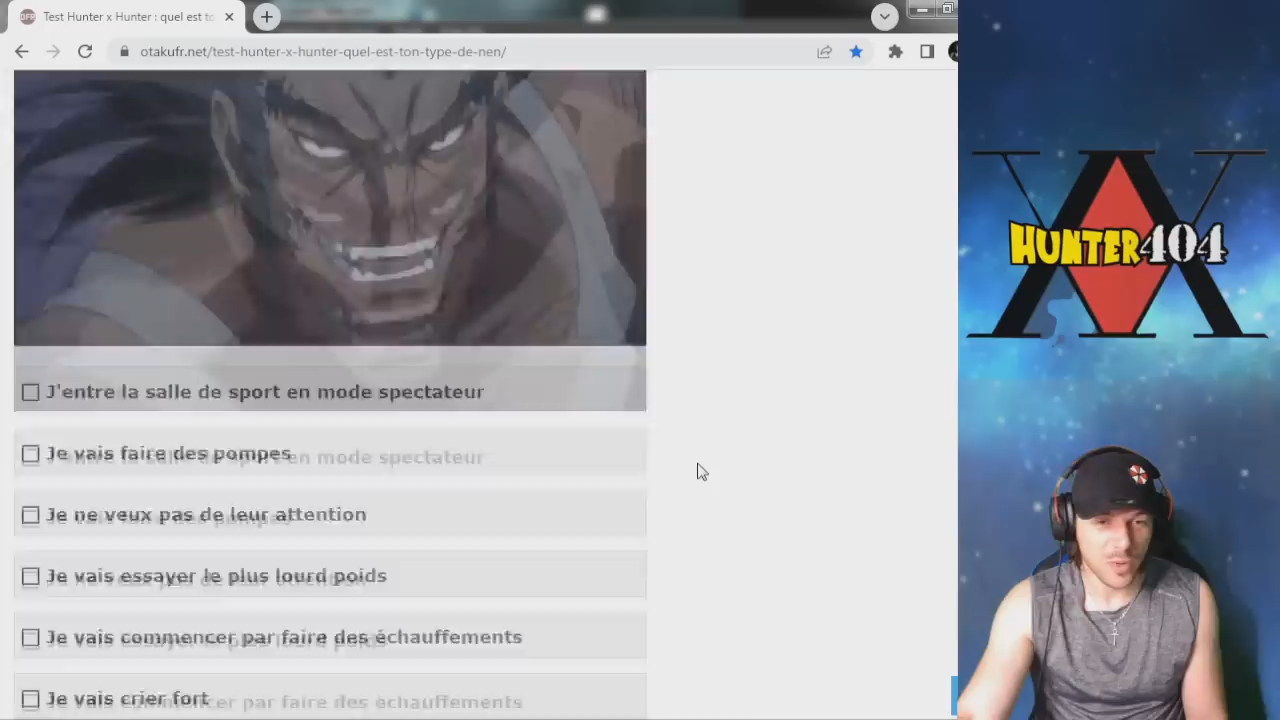 Test Hunter x Hunter : quel est to
otakufr.net/test-hunter-x-hunter-quel-est-ton-type-de-nen/
HUNTER404
J'entre la salle de sport en mode spectateur
Je vais faire des pompes
Je ne veux pas de leur attention
Je vais essayer le plus lourd poids
Je vais commencer par faire des échauffements
Je vais crier fort